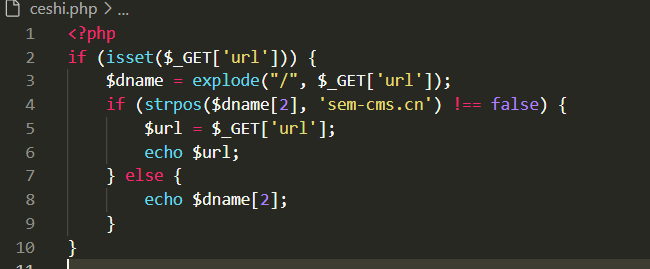 ceshi.php > ...
1 <?php
2 if (isset($_GET['url'])) {
3 $dname = explode("/", $_GET['url']);
4 if (strpos($dname[2], 'sem-cms.cn') !== false) {
5 $url = $_GET['url'];
6 echo $url;
7 } else {
8 echo $dname[2];
9 }
10 }
11